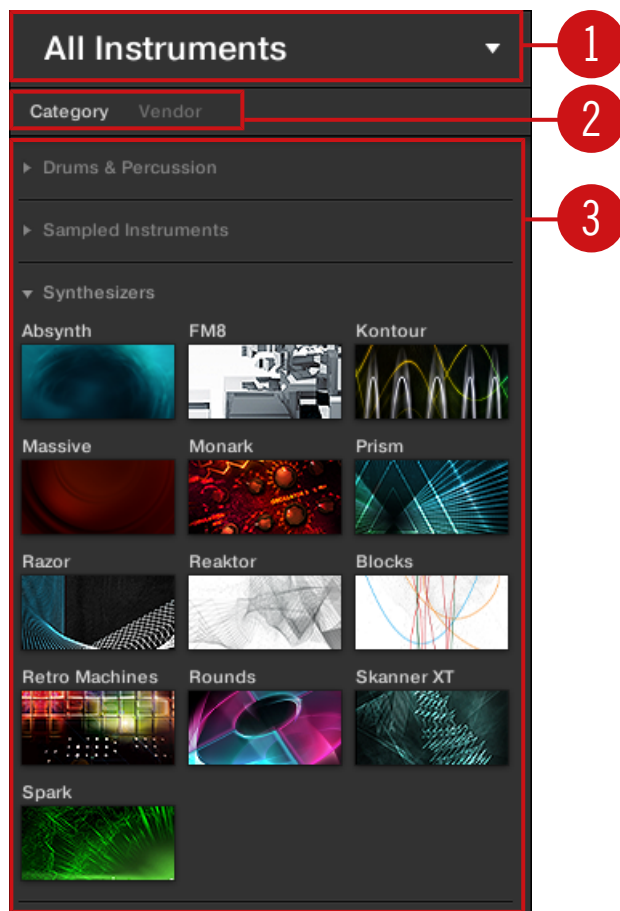 All Instruments
1
Category Vendor
2
Drums & Percussion
3
Sampled Instruments
Synthesizers
Absynth FM8 Kontour
Massive Monark Prism
Razor Reaktor Blocks
Retro Machines Rounds Skanner XT
Spark